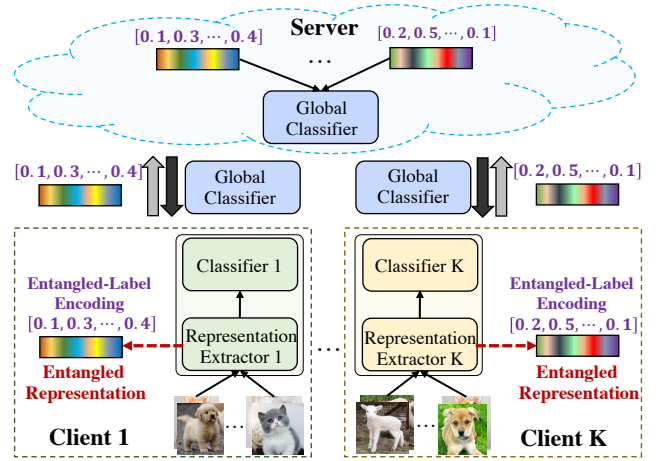 Server
[0.1, 0.3, ⋯, 0.4]
[0.2, 0.5, ⋯, 0.1]
...
Global
Classifier
[0.1, 0.3, ⋯, 0.4]
Global
Classifier
Global
Classifier
[0.2, 0.5, ⋯, 0.1]
Classifier 1
Entangled-Label
Encoding
[0.1, 0.3, ⋯, 0.4]
Representation
Extractor 1
Entangled
Representation
...
Client 1
...
Classifier K
Entangled-Label
Encoding
[0.2, 0.5, ⋯, 0.1]
Representation
Extractor K
Entangled
Representation
...
Client K